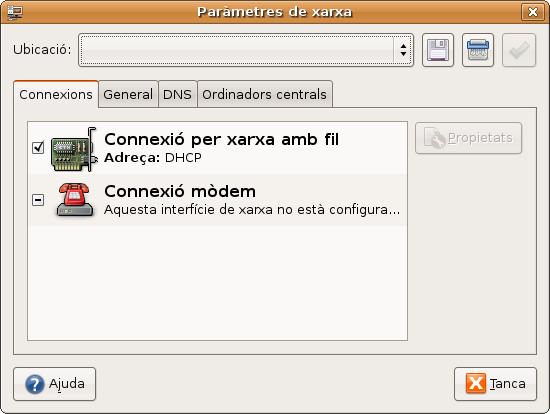 Paràmetres de xarxa
Ubicació:
Connexions General DNS Ordinadors centrals
Connexió per xarxa amb fil
Adreça: DHCP
Propietats
Connexió mòdem
Aquesta interfície de xarxa no està configura...
Ajuda
Tanca